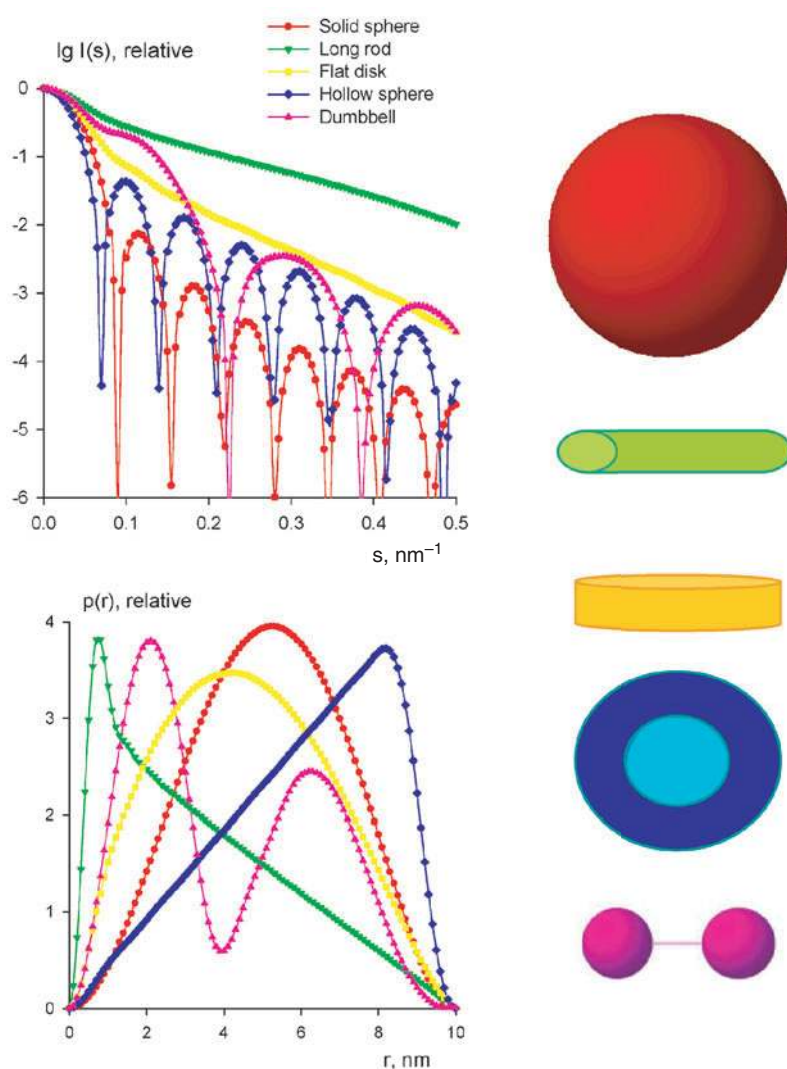 lg I(s), relative
Solid sphere
Long rod
Flat disk
Hollow sphere
Dumbbell
0
-1
-2
-3
-4
-5
-6
0.0 0.1 0.2 0.3 0.4 0.5
s, nm⁻¹
p(r), relative
4
3
2
1
0
0 2 4 6 8 10
r, nm